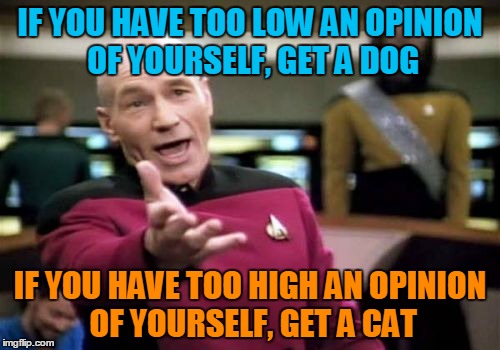 IF YOU HAVE TOO LOW AN OPINION
OF YOURSELF, GET A DOG
IF YOU HAVE TOO HIGH AN OPINION
OF YOURSELF, GET A CAT
imgflip.com